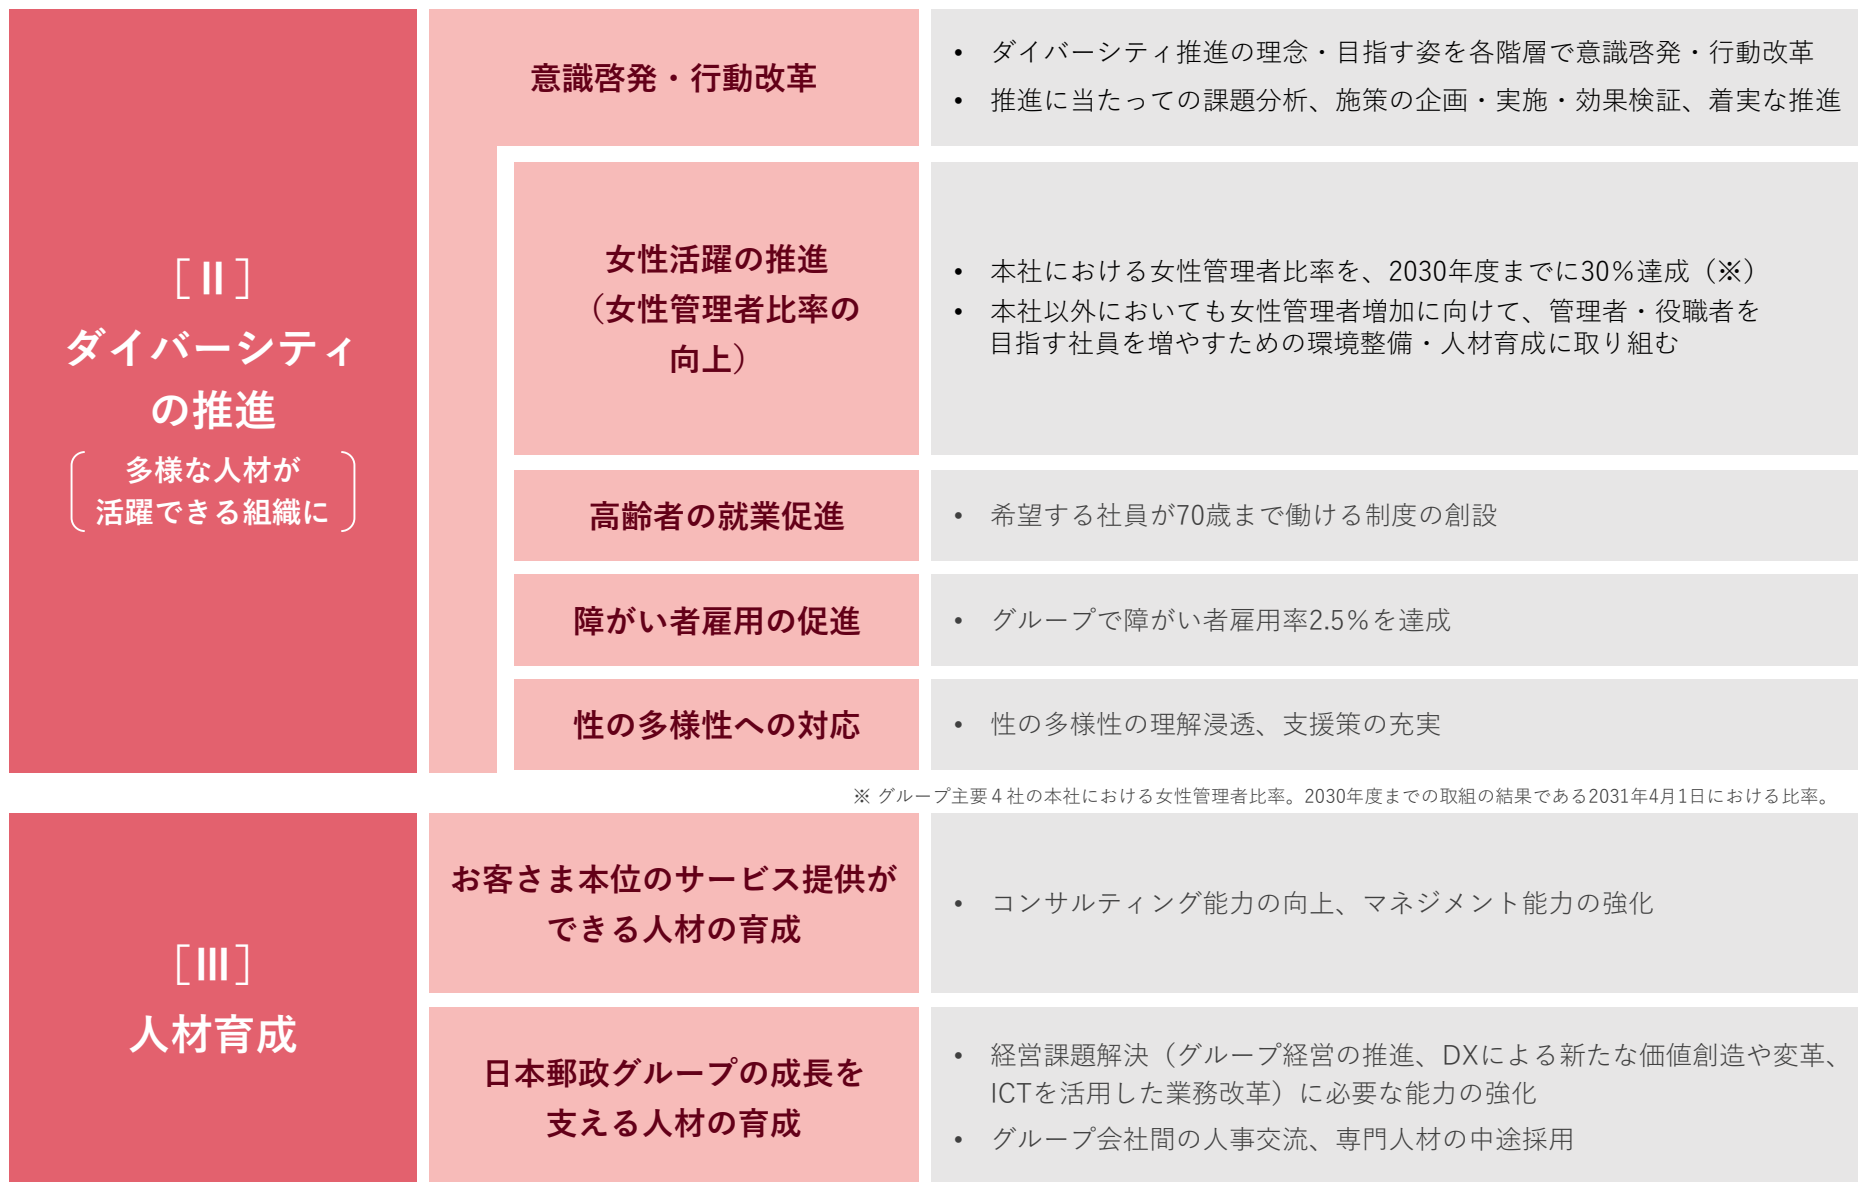 ［Ⅱ］
ダイバーシティ
の推進
多様な人材が
活躍できる組織に
意識啓発・行動改革
• ダイバーシティ推進の理念・目指す姿を各階層で意識啓発・行動改革
• 推進に当たっての課題分析、施策の企画・実施・効果検証、着実な推進
女性活躍の推進
（女性管理者比率の
向上）
• 本社における女性管理者比率を、2030年度までに30％達成（※）
• 本社以外においても女性管理者増加に向けて、管理者・役職者を
目指す社員を増やすための環境整備・人材育成に取り組む
高齢者の就業促進
• 希望する社員が70歳まで働ける制度の創設
障がい者雇用の促進
• グループで障がい者雇用率2.5％を達成
性の多様性への対応
• 性の多様性の理解浸透、支援策の充実
※ グループ主要４社の本社における女性管理者比率。2030年度までの取組の結果である2031年4月1日における比率。
［Ⅲ］
人材育成
お客さま本位のサービス提供が
できる人材の育成
• コンサルティング能力の向上、マネジメント能力の強化
日本郵政グループの成長を
支える人材の育成
• 経営課題解決（グループ経営の推進、DXによる新たな価値創造や変革、
ICTを活用した業務改革）に必要な能力の強化
• グループ会社間の人事交流、専門人材の中途採用